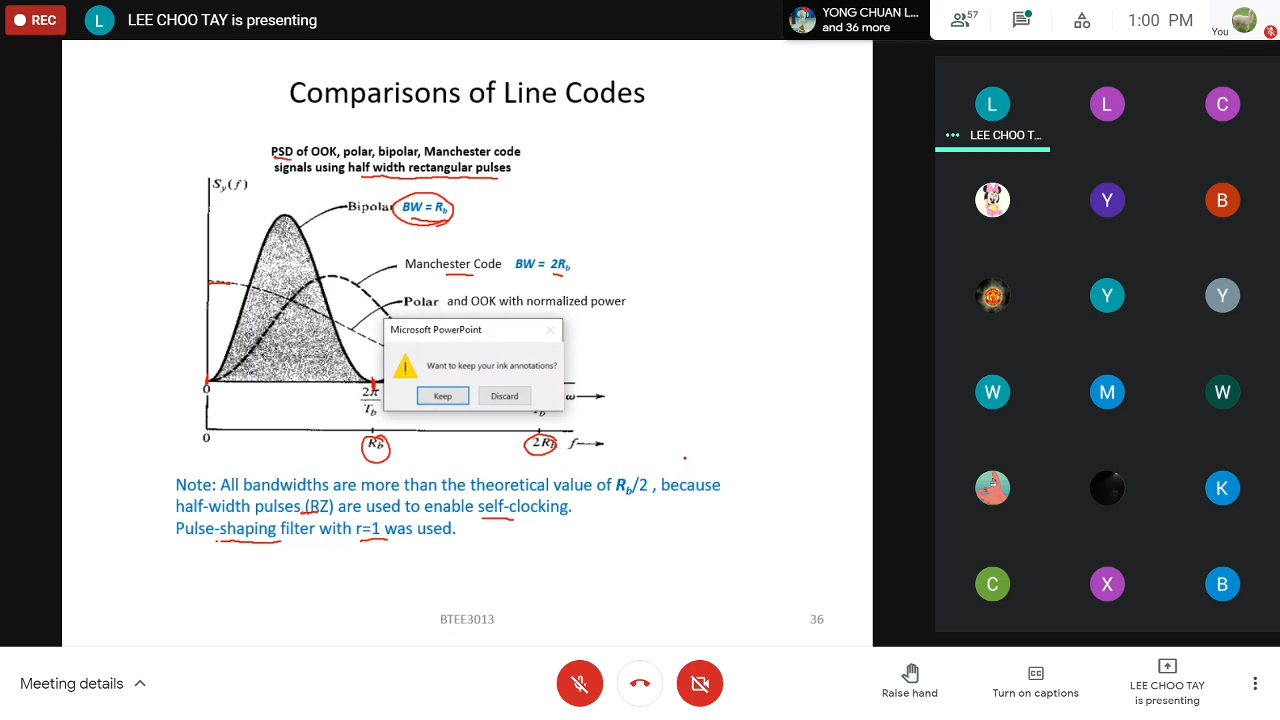 REC
L
LEE CHOO TAY is presenting
YONG CHUAN L...
and 36 more
57
1:00 PM
You
Comparisons of Line Codes
PSD of OOK, polar, bipolar, Manchester code
signals using half width rectangular pulses
Sy(f)
Bipolar BW = Rb
Manchester Code BW = 2Rb
Polar and OOK with normalized power
Microsoft PowerPoint
Want to keep your ink annotations?
Keep Discard
0
2π
Tb
ω
0
Rb
2Rb
f
Note: All bandwidths are more than the theoretical value of Rb/2 , because
half-width pulses (RZ) are used to enable self-clocking.
Pulse-shaping filter with r=1 was used.
BTEE3013
36
L L C
LEE CHOO T...
Y B
Y Y
W M W
K
C X B
Meeting details
Raise hand
CC
Turn on captions
LEE CHOO TAY
is presenting